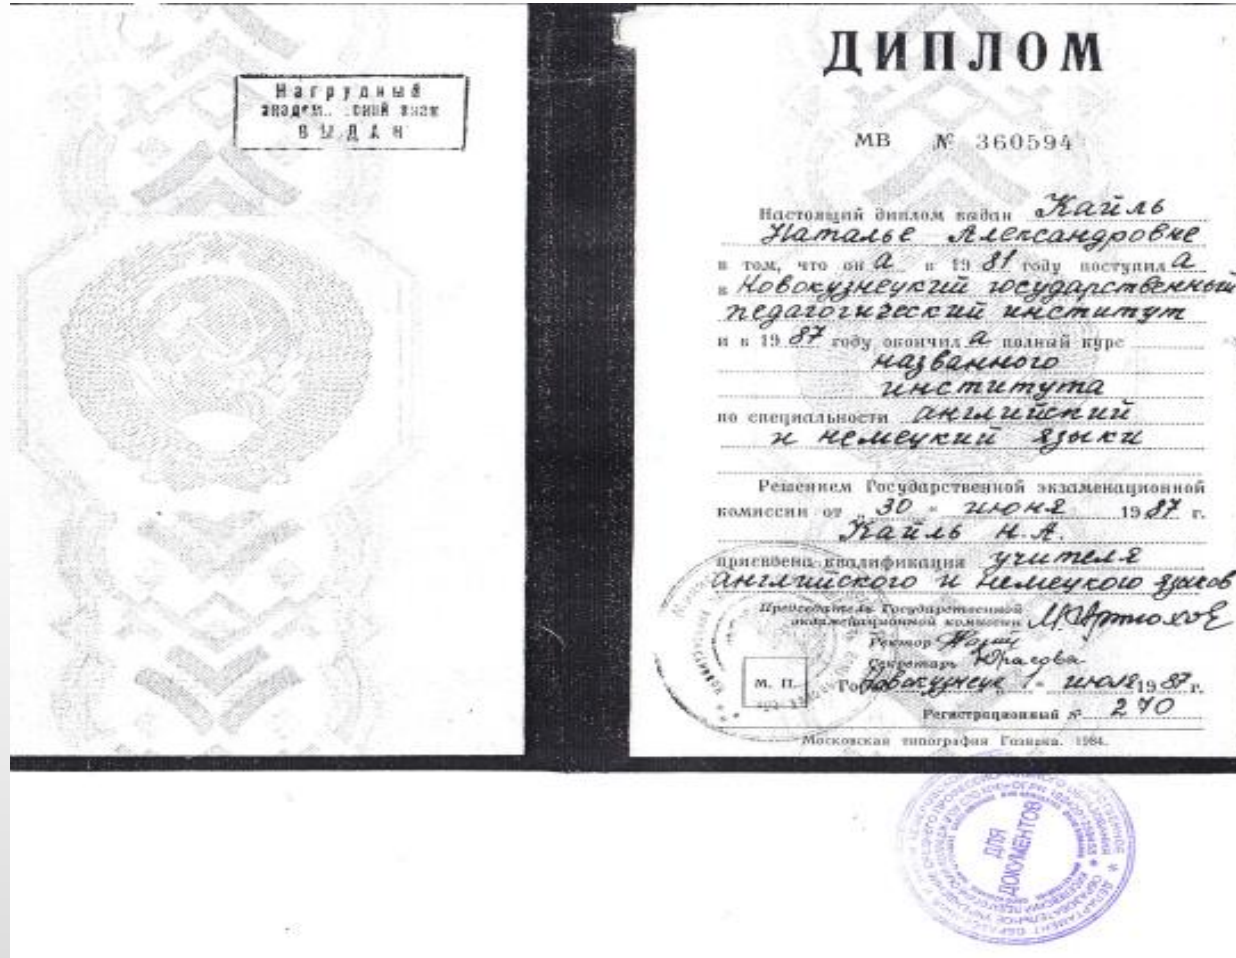 Нагрудный
знак
ВЫДАН
ДИПЛОМ
МВ № 360594
Настоящий диплом выдан Кайль
Наталье Александровне
в том, что она в 1981 году поступила
в Новокузнецкий государственный
педагогический институт
и в 1987 году окончила полный курс
названного
института
по специальности английский
и немецкий языки
Решением Государственной экзаменационной
комиссии от „30“ июня 1987 г.
Кайль Н.А.
присвоена квалификация учителя
английского и немецкого языков
Председатель Государственной
экзаменационной комиссии
Ректор
Секретарь
М. П. Город Новокузнецк 1 июля 1987 г.
Регистрационный № 270
Московская типография Гознака. 1984.
ДЛЯ
ДОКУМЕНТОВ